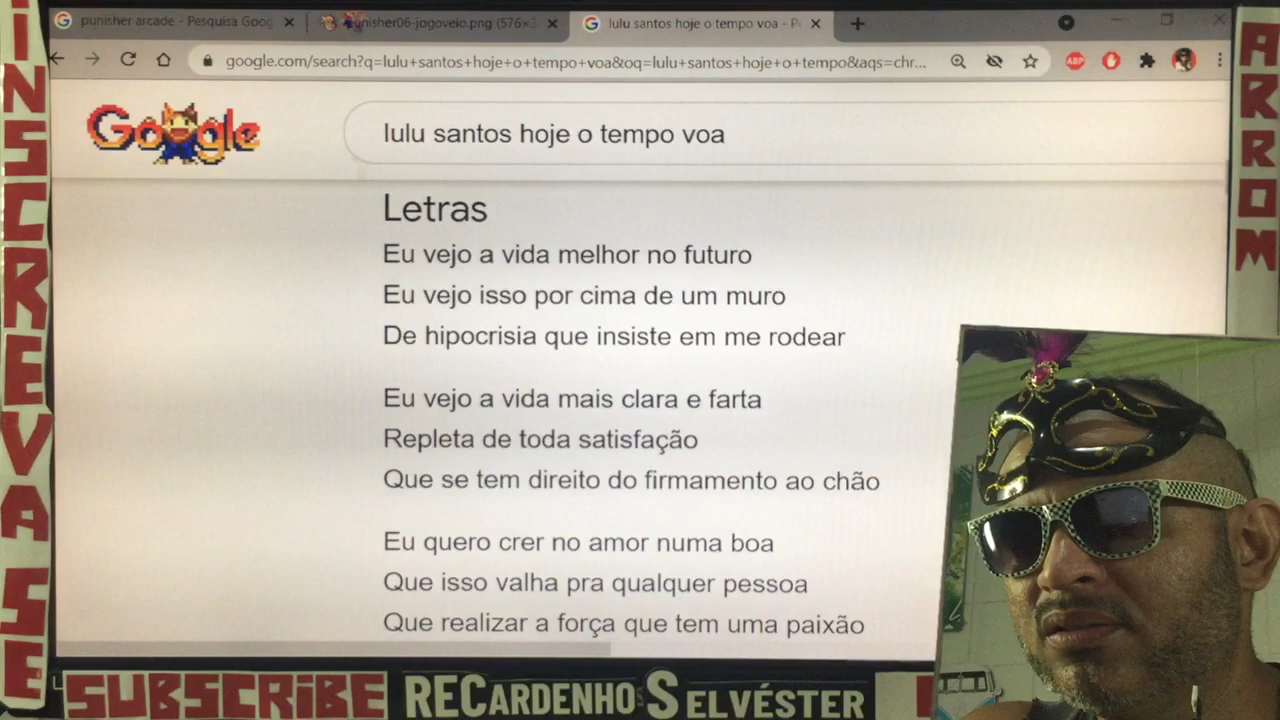 punisher arcade - Pesquisa Goog
punisher06-jogoveio.png (576×3
lulu santos hoje o tempo voa - Pe
google.com/search?q=lulu+santos+hoje+o+tempo+voa&oq=lulu+santos+hoje+o+tempo&aqs=chr...
ABP
Google
lulu santos hoje o tempo voa
Letras
Eu vejo a vida melhor no futuro
Eu vejo isso por cima de um muro
De hipocrisia que insiste em me rodear
Eu vejo a vida mais clara e farta
Repleta de toda satisfação
Que se tem direito do firmamento ao chão
Eu quero crer no amor numa boa
Que isso valha pra qualquer pessoa
Que realizar a força que tem uma paixão
INSCREVA SE
SUBSCRiBE
RECARDENHO SELVÉSTER
ARROM